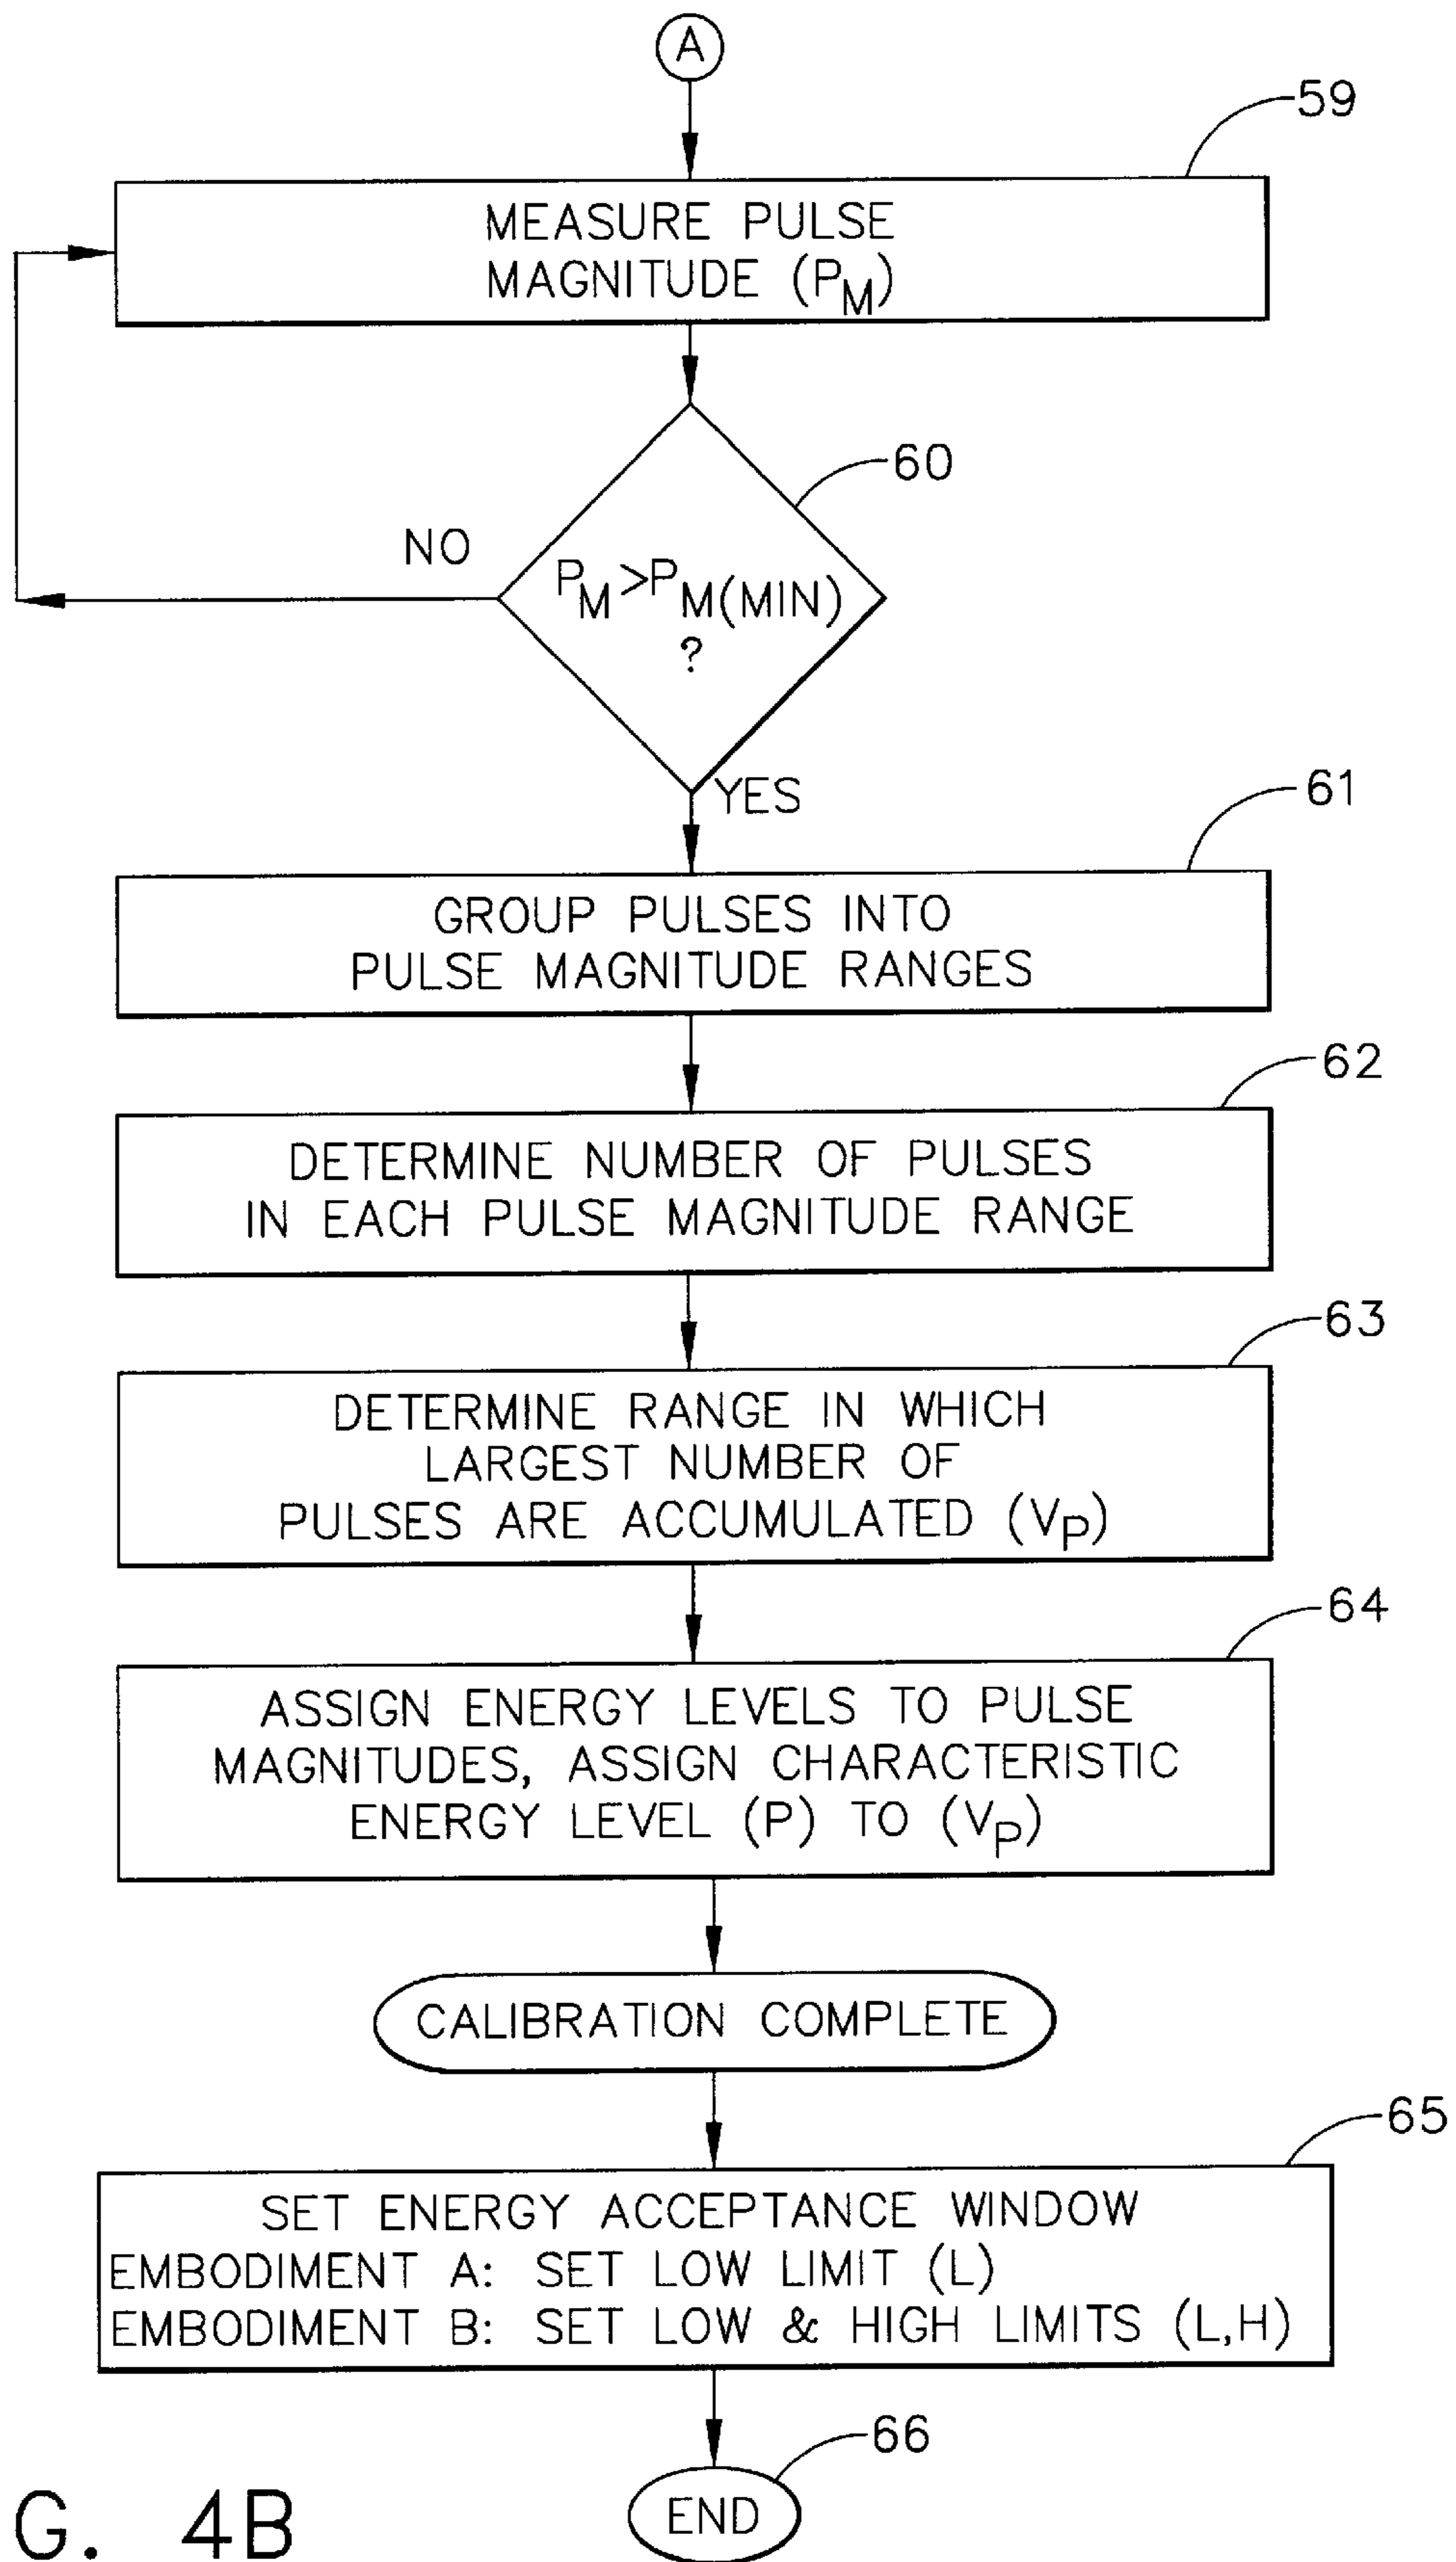 A
59
MEASURE PULSE
MAGNITUDE (PM)
60
NO
PM>PM(MIN)
?
YES
61
GROUP PULSES INTO
PULSE MAGNITUDE RANGES
62
DETERMINE NUMBER OF PULSES
IN EACH PULSE MAGNITUDE RANGE
63
DETERMINE RANGE IN WHICH
LARGEST NUMBER OF
PULSES ARE ACCUMULATED (VP)
64
ASSIGN ENERGY LEVELS TO PULSE
MAGNITUDES, ASSIGN CHARACTERISTIC
ENERGY LEVEL (P) TO (VP)
CALIBRATION COMPLETE
65
SET ENERGY ACCEPTANCE WINDOW
EMBODIMENT A: SET LOW LIMIT (L)
EMBODIMENT B: SET LOW & HIGH LIMITS (L,H)
66
END
G. 4B